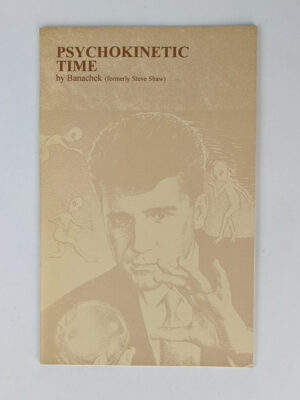 PSYCHOKINETIC
TIME
by Banachek (formerly Steve Shaw)